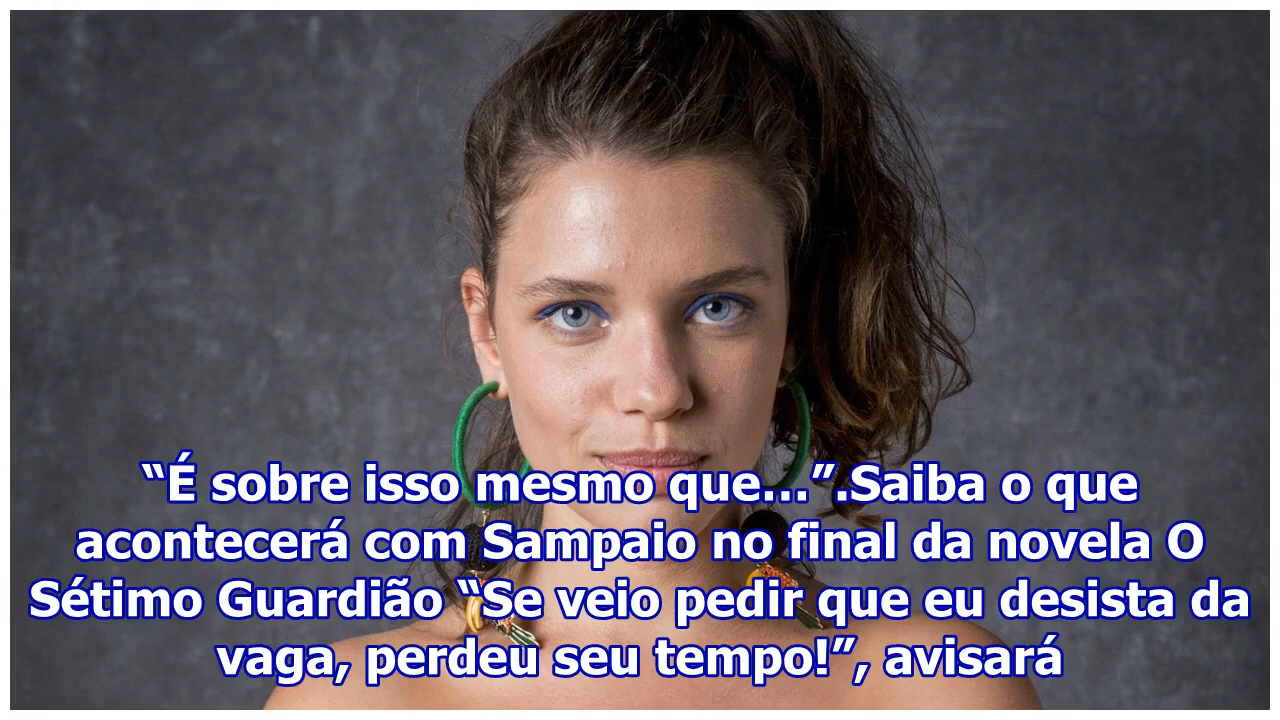 “É sobre isso mesmo que...”.Saiba o que
acontecerá com Sampaio no final da novela O
Sétimo Guardião “Se veio pedir que eu desista da
vaga, perdeu seu tempo!”, avisará